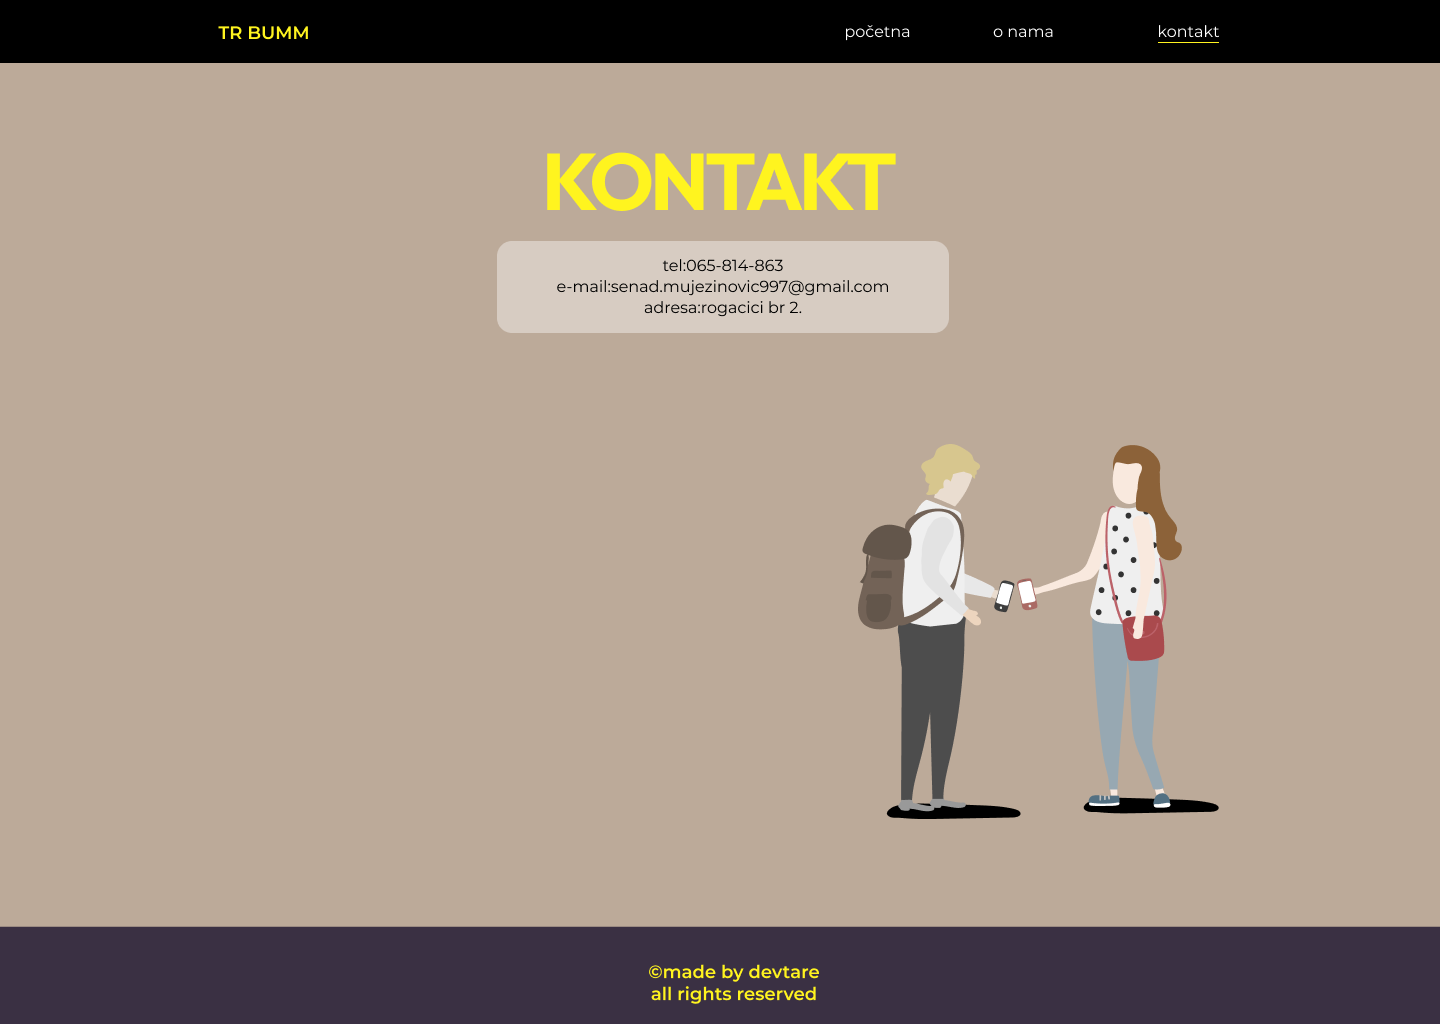 TR BUMM
početna
o nama
kontakt
KONTAKT
tel:065-814-863
e-mail:senad.mujezinovic997@gmail.com
adresa:rogacici br 2.
©made by devtare
all rights reserved